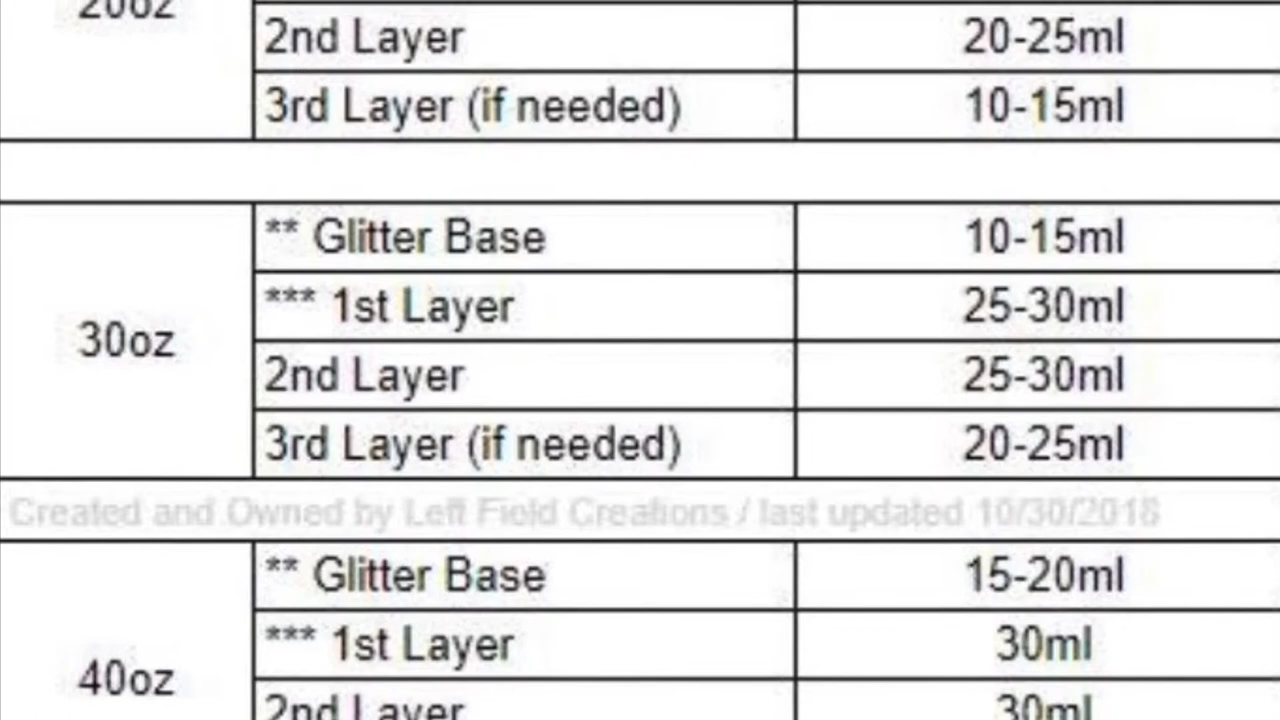 20oz
2nd Layer 20-25ml
3rd Layer (if needed) 10-15ml
** Glitter Base 10-15ml
*** 1st Layer 25-30ml
30oz
2nd Layer 25-30ml
3rd Layer (if needed) 20-25ml
Created and Owned by Left Field Creations / last updated 10/30/2018
** Glitter Base 15-20ml
*** 1st Layer 30ml
40oz
2nd Layer 30ml